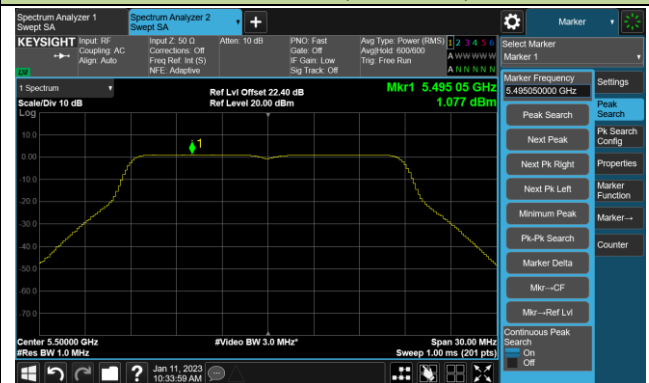 Spectrum Analyzer 1
Swept SA
Spectrum Analyzer 2
Swept SA
+
Marker
KEYSIGHT
Input: RF
Coupling: AC
Align: Auto
Input Z: 50 Ω
Corrections: Off
Freq Ref: Int (S)
NFE: Adaptive
Atten: 10 dB
PNO: Fast
Gate: Off
IF Gain: Low
Sig Track: Off
Avg Type: Power (RMS)
Avg|Hold: 600/600
Trig: Free Run
1 2 3 4 5 6
A W W W W W
A N N N N N
LVI
1 Spectrum
Scale/Div 10 dB
Log
Ref Lvl Offset 22.40 dB
Ref Level 20.00 dBm
Mkr1 5.495 05 GHz
1.077 dBm
1
10.0
0.00
-10.0
-20.0
-30.0
-40.0
-50.0
-60.0
-70.0
Center 5.50000 GHz
#Res BW 1.0 MHz
#Video BW 3.0 MHz*
Span 30.00 MHz
Sweep 1.00 ms (201 pts)
Select Marker
Marker 1
Marker Frequency
5.495050000 GHz
Peak Search
Next Peak
Next Pk Right
Next Pk Left
Minimum Peak
Pk-Pk Search
Marker Delta
Mkr→CF
Mkr→Ref Lvl
Continuous Peak
Search
On
Off
Settings
Peak
Search
Pk Search
Config
Properties
Marker
Function
Marker→
Counter
?
Jan 11, 2023
10:33:59 AM